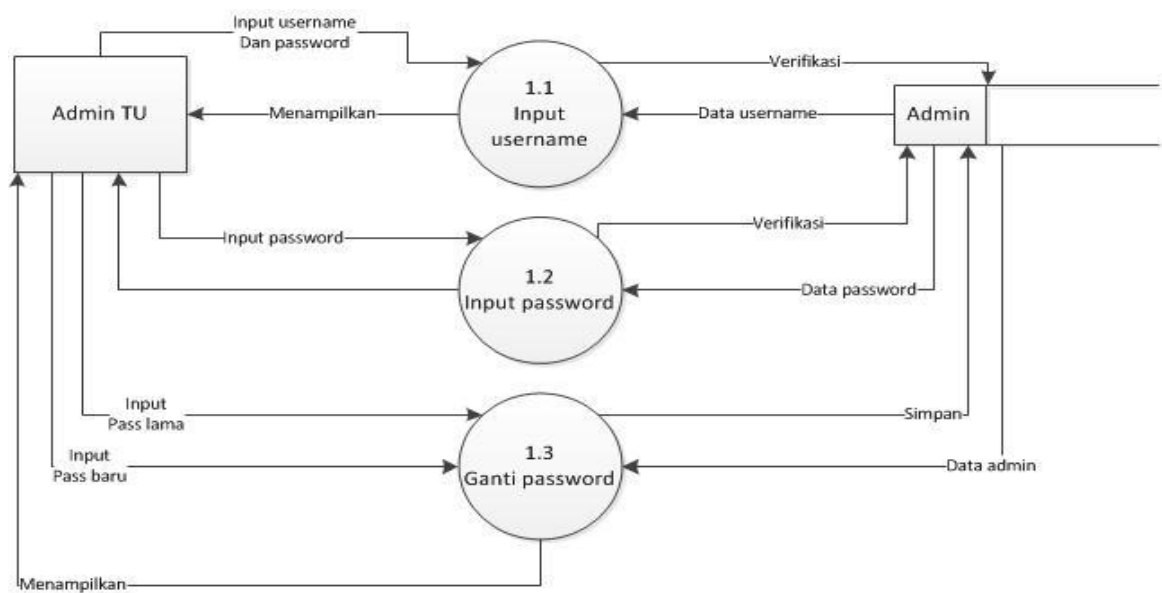 Input username
Dan password
1.1
Input
username
Verifikasi
Admin TU
Menampilkan
Data username
Admin
Input password
Verifikasi
1.2
Input password
Data password
Input
Pass lama
Simpan
Input
Pass baru
1.3
Ganti password
Data admin
Menampilkan